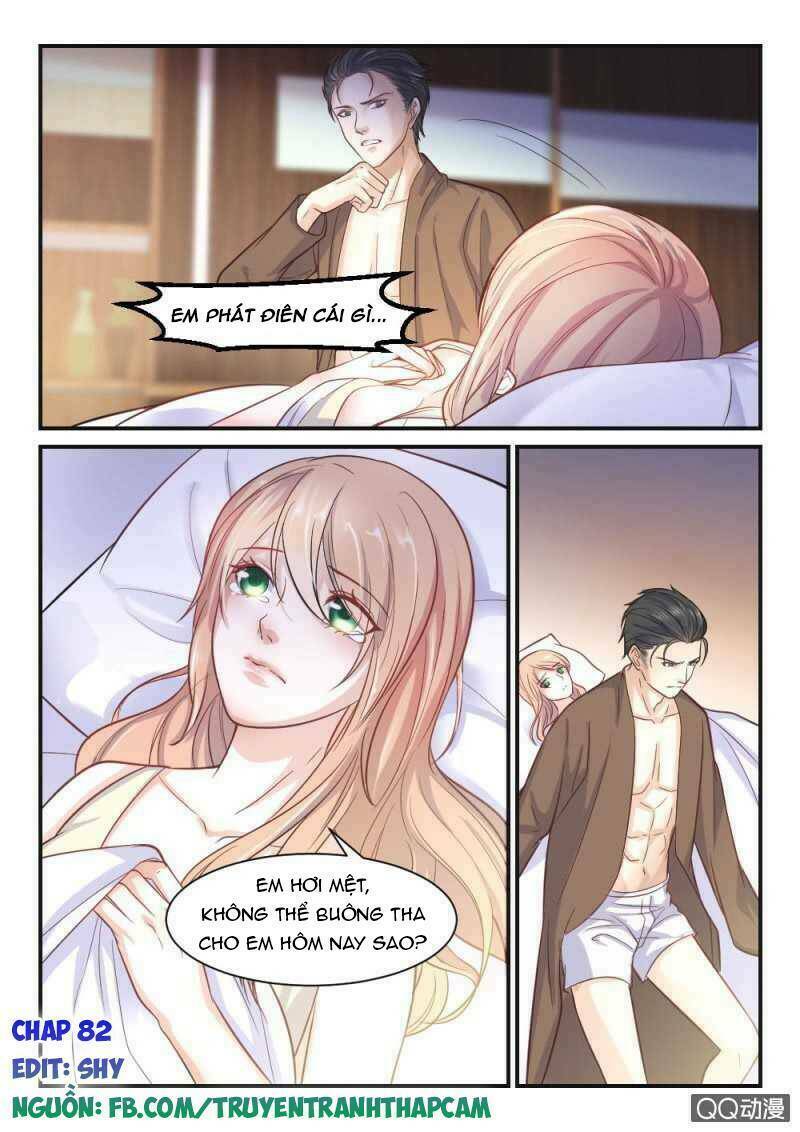 EM PHÁT ĐIÊN CÁI GÌ...
EM HƠI MỆT,
KHÔNG THỂ BUÔNG THA
CHO EM HÔM NAY SAO?
CHAP 82
EDIT: SHY
NGUỒN: FB.COM/TRUYENTRANHTHAPCAM
QQ动漫